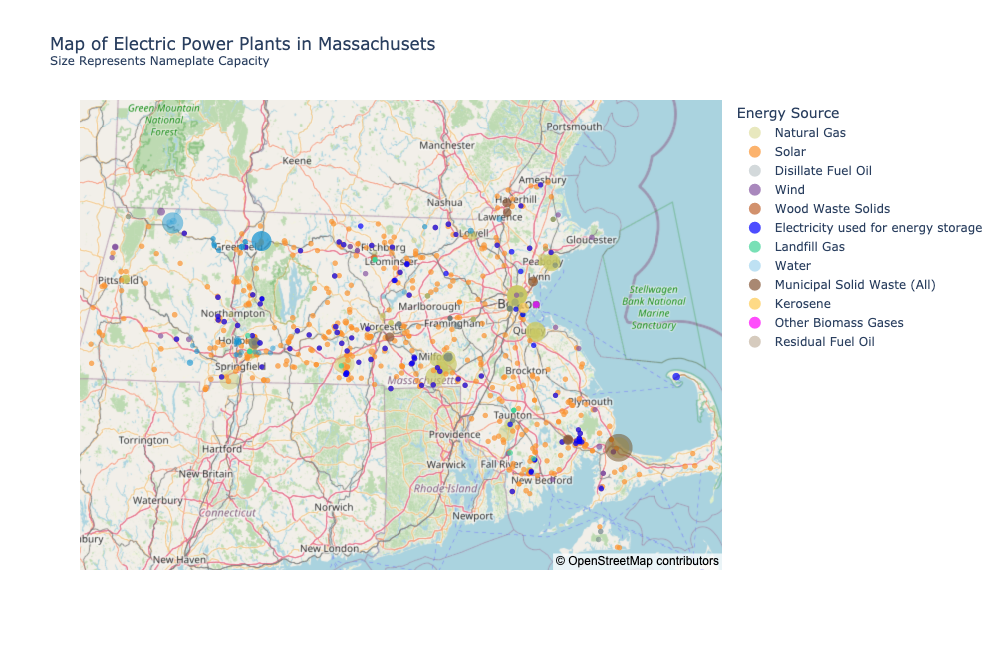 Map of Electric Power Plants in Massachusets
Size Represents Nameplate Capacity
Green Mountain
National
Forest
Portsmouth
Manchester
Keene
Amesbury
Haverhill
Nashua
Lawrence
Lowell
Gloucester
Greenfield
Fitchburg
Leominster
Peabody
Lynn
Pittsfield
Stellwagen
Bank National
Marine
Sanctuary
Northampton
Marlborough
Boston
Worcester
Framingham
Holyoke
Milford
Springfield
Brockton
Massachusetts
Plymouth
Taunton
Torrington
Hartford
Providence
Warwick
Fall River
New Britain
New Bedford
Rhode Island
Waterbury
Connecticut
Norwich
Newport
bury
New London
New Haven
© OpenStreetMap contributors
Energy Source
Natural Gas
Solar
Disillate Fuel Oil
Wind
Wood Waste Solids
Electricity used for energy storage
Landfill Gas
Water
Municipal Solid Waste (All)
Kerosene
Other Biomass Gases
Residual Fuel Oil